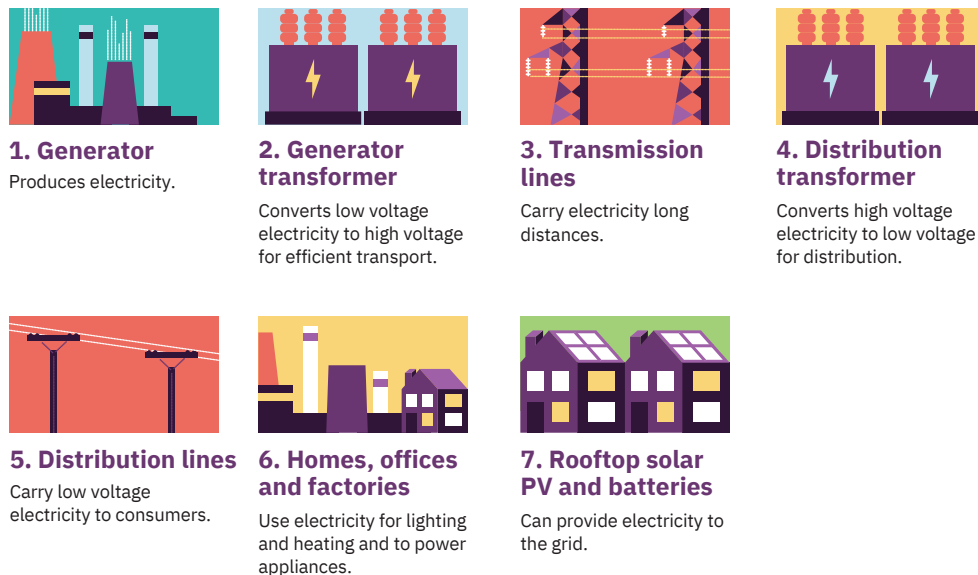 1. Generator
Produces electricity.
2. Generator
transformer
Converts low voltage
electricity to high voltage
for efficient transport.
3. Transmission
lines
Carry electricity long
distances.
4. Distribution
transformer
Converts high voltage
electricity to low voltage
for distribution.
5. Distribution lines
Carry low voltage
electricity to consumers.
6. Homes, offices
and factories
Use electricity for lighting
and heating and to power
appliances.
7. Rooftop solar
PV and batteries
Can provide electricity to
the grid.